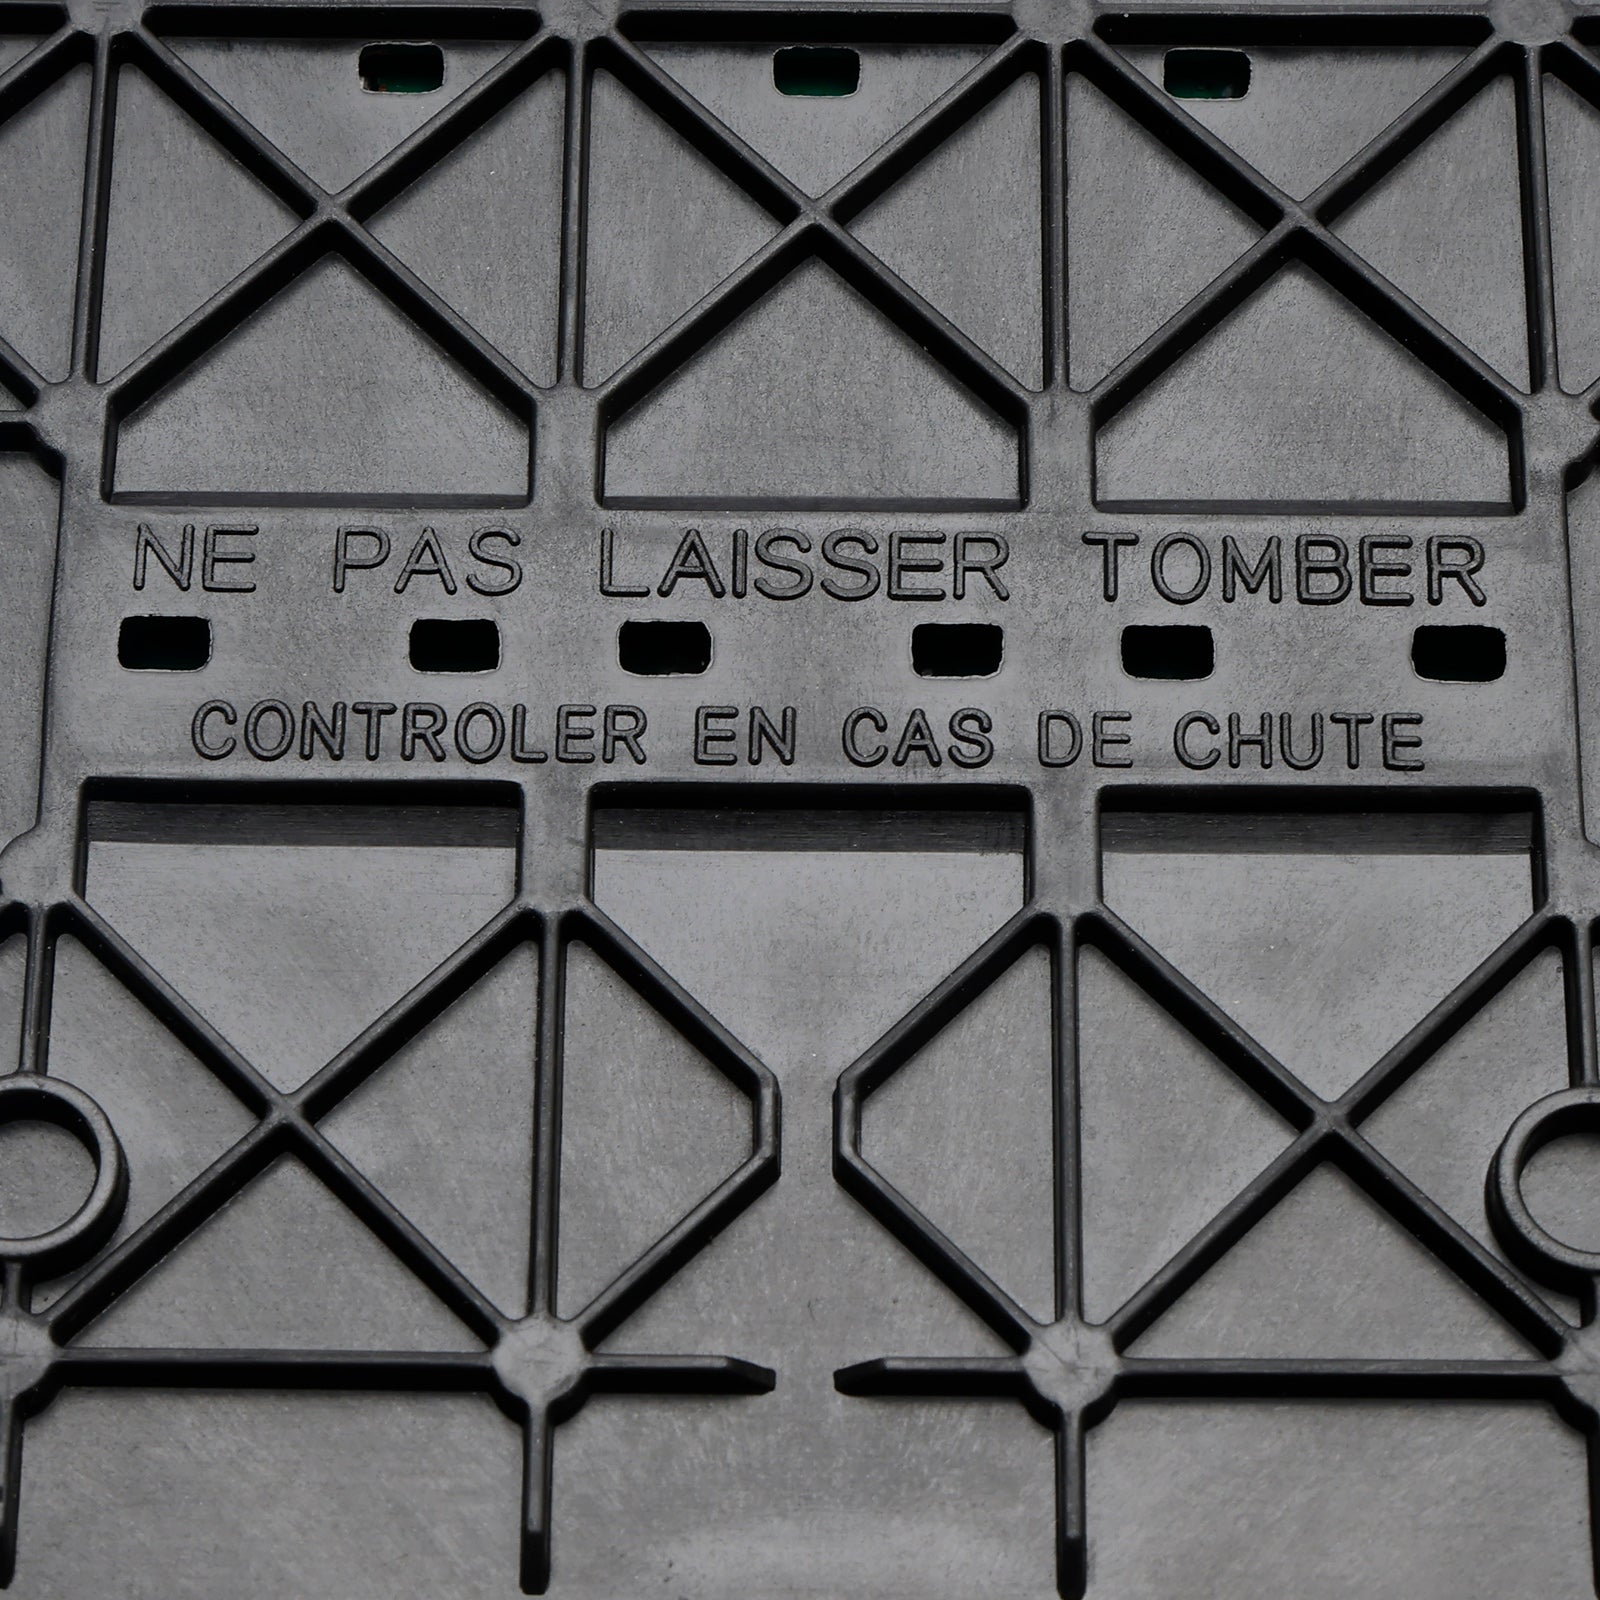 NE PAS LAISSER TOMBER
CONTROLER EN CAS DE CHUTE